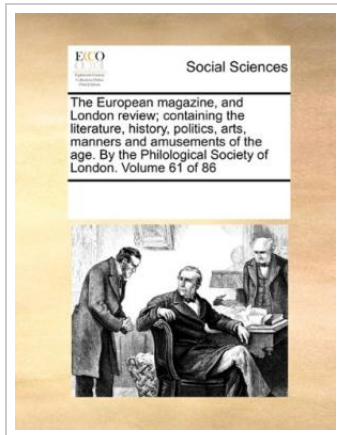 ECCO
Social Sciences
The European magazine, and
London review; containing the
literature, history, politics, arts,
manners and amusements of the
age. By the Philological Society of
London. Volume 61 of 86